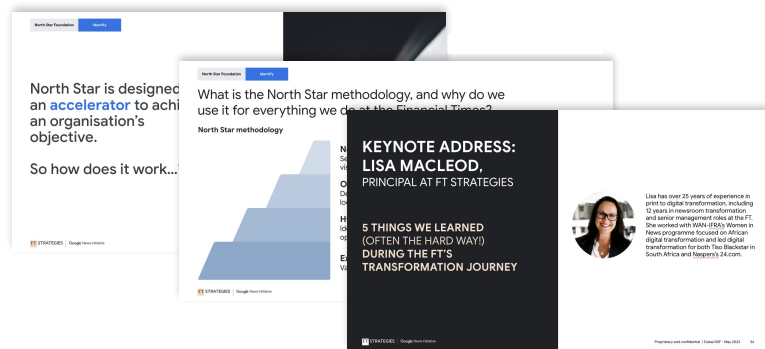 North Star Foundation
Identify
North Star is designed
an accelerator to achi
an organisation's
objective.
So how does it work...
FT STRATEGIES | Google News Initiative
North Star Foundation
Identify
What is the North Star methodology, and why do we
use it for everything we do at the Financial Times?
North Star methodology
FT STRATEGIES | Google News Initiative
KEYNOTE ADDRESS:
LISA MACLEOD,
PRINCIPAL AT FT STRATEGIES
5 THINGS WE LEARNED
(OFTEN THE HARD WAY!)
DURING THE FT'S
TRANSFORMATION JOURNEY
FT STRATEGIES | Google News Initiative
Lisa has over 25 years of experience in
print to digital transformation, including
12 years in newsroom transformation
and senior management roles at the FT.
She worked with WAN-IFRA's Women in
News programme focused on African
digital transformation and led digital
transformation for both Tiso Blackstar in
South Africa and Naspers's 24.com.
Proprietary and confidential | Dubai NSF - May 2023 34